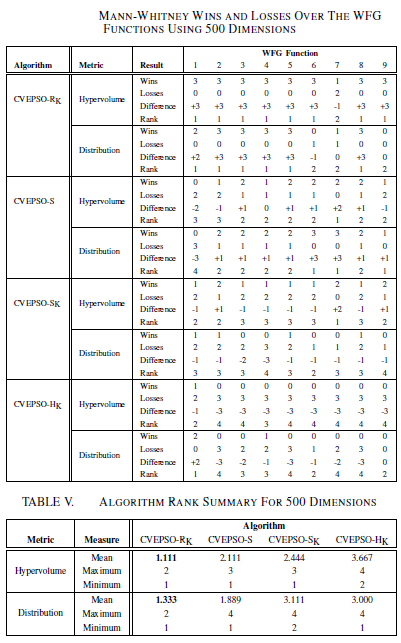 MANN-WHITNEY WINS AND LOSSES OVER THE WFG
FUNCTIONS USING 500 DIMENSIONS
WFG Function
Algorithm Metric Result 1 2 3 4 5 6 7 8 9
Wins 3 3 3 3 3 3 1 3 3
CVEPSO-RK Hypervolume Losses 0 0 0 0 0 0 2 0 0
Difference +3 +3 +3 +3 +3 +3 -1 +3 +3
Rank 1 1 1 1 1 1 2 1 1
Wins 2 3 3 3 3 0 1 3 0
Distribution Losses 0 0 0 0 0 1 1 0 0
Difference +2 +3 +3 +3 +3 -1 0 +3 0
Rank 1 1 1 1 1 2 2 1 2
Wins 0 1 2 1 2 2 2 2 1
CVEPSO-S Hypervolume Losses 2 2 1 1 1 1 0 1 2
Difference -2 -1 +1 0 +1 +1 +2 +1 -1
Rank 3 3 2 2 2 2 1 2 2
Wins 0 2 2 2 2 3 3 2 1
Distribution Losses 3 1 1 1 1 0 0 1 0
Difference -3 +1 +1 +1 +1 +3 +3 +1 +1
Rank 4 2 2 2 2 1 1 2 1
Wins 1 2 1 1 1 1 2 1 2
CVEPSO-SK Hypervolume Losses 2 1 2 2 2 2 0 2 1
Difference -1 +1 -1 -1 -1 -1 +2 -1 +1
Rank 2 2 3 3 3 3 1 3 2
Wins 1 1 0 0 1 0 0 1 0
Distribution Losses 2 2 2 3 2 1 1 2 1
Difference -1 -1 -2 -3 -1 -1 -1 -1 -1
Rank 3 3 3 4 3 2 3 3 4
Wins 1 0 0 0 0 0 0 0 0
CVEPSO-HK Hypervolume Losses 2 3 3 3 3 3 3 3 3
Difference -1 -3 -3 -3 -3 -3 -3 -3 -3
Rank 2 4 4 3 4 4 4 4 4
Wins 2 0 0 1 0 0 0 0 0
Distribution Losses 0 3 2 2 3 1 2 3 0
Difference +2 -3 -2 -1 -3 -1 -2 -3 0
Rank 1 4 3 3 4 2 4 4 2
TABLE V. ALGORITHM RANK SUMMARY FOR 500 DIMENSIONS
Algorithm
Metric Measure CVEPSO-RK CVEPSO-S CVEPSO-SK CVEPSO-HK
Mean 1.111 2.111 2.444 3.667
Hypervolume Maximum 2 3 3 4
Minimum 1 1 1 2
Mean 1.333 1.889 3.111 3.000
Distribution Maximum 2 4 4 4
Minimum 1 1 2 1